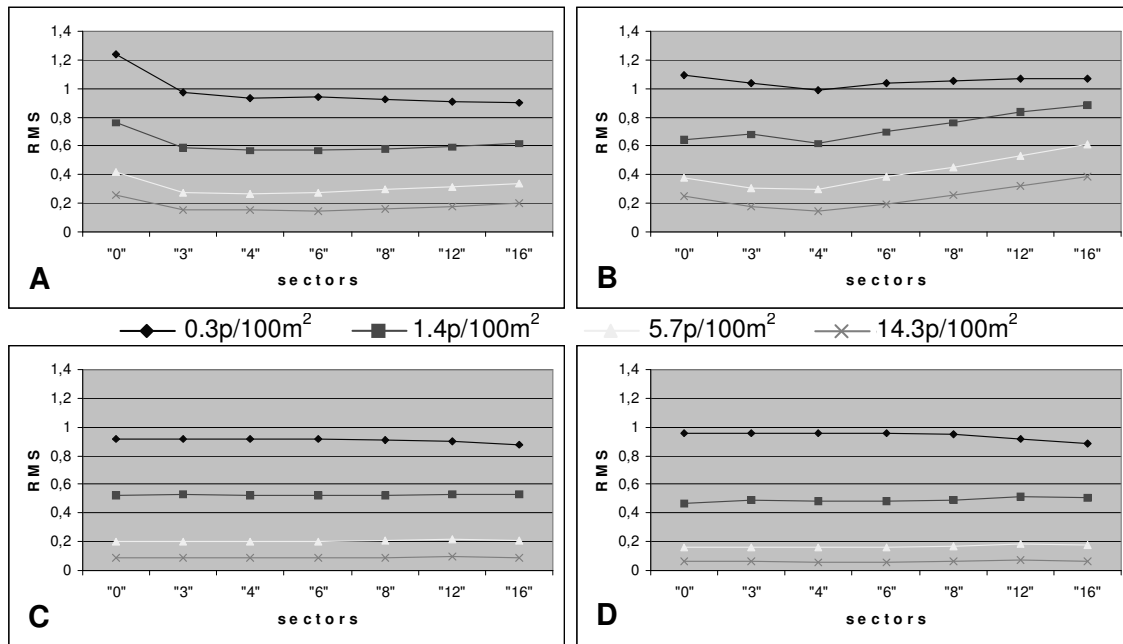 1,4
1,2
1
0,8
0,6
0,4
0,2
0
RMS
"0" "3" "4" "6" "8" "12" "16"
sectors
A
1,4
1,2
1
0,8
0,6
0,4
0,2
0
RMS
"0" "3" "4" "6" "8" "12" "16"
sectors
B
0.3p/100m² 1.4p/100m² 5.7p/100m² 14.3p/100m²
1,4
1,2
1
0,8
0,6
0,4
0,2
0
RMS
"0" "3" "4" "6" "8" "12" "16"
sectors
C
1,4
1,2
1
0,8
0,6
0,4
0,2
0
RMS
"0" "3" "4" "6" "8" "12" "16"
sectors
D